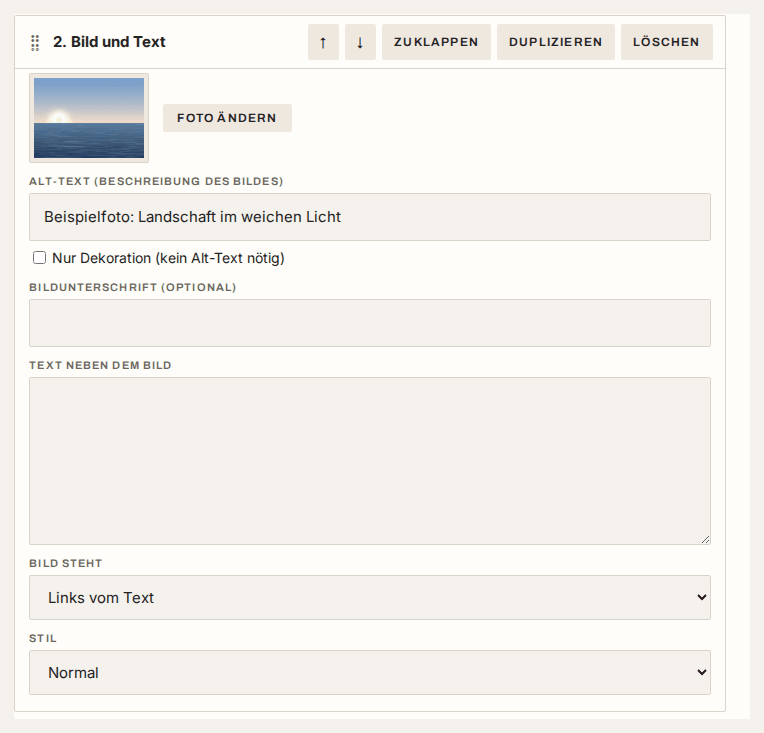 2. Bild und Text
↑ ↓ ZUKLAPPEN DUPLIZIEREN LÖSCHEN
FOTO ÄNDERN
ALT-TEXT (BESCHREIBUNG DES BILDES)
Beispielfoto: Landschaft im weichen Licht
Nur Dekoration (kein Alt-Text nötig)
BILDUNTERSCHRIFT (OPTIONAL)
TEXT NEBEN DEM BILD
BILD STEHT
Links vom Text
STIL
Normal